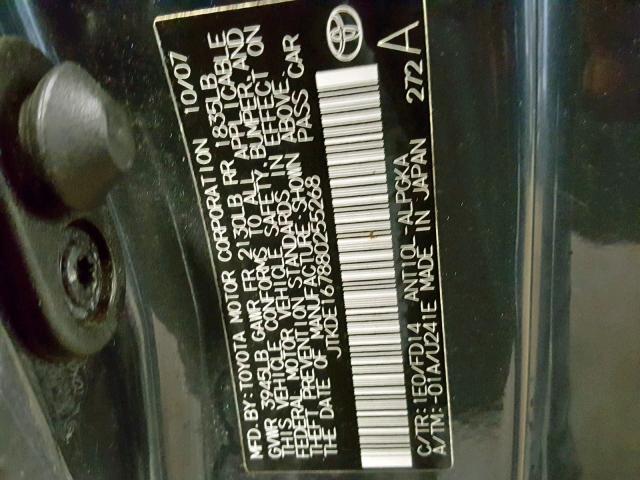 MFD. BY: TOYOTA MOTOR CORPORATION 10/07
GVWR 3945LB GAWR FR 2130LB RR 1835LB
THIS VEHICLE CONFORMS TO ALL APPLICABLE
FEDERAL MOTOR VEHICLE SAFETY, BUMPER, AND
THEFT PREVENTION STANDARDS IN EFFECT ON
THE DATE OF MANUFACTURE SHOWN ABOVE.
JTKDE167880255268 PASS CAR
C/TR: 1E0/FD14 ANT10L-ALPGKA 272 A
A/TM: -01A/U241E MADE IN JAPAN